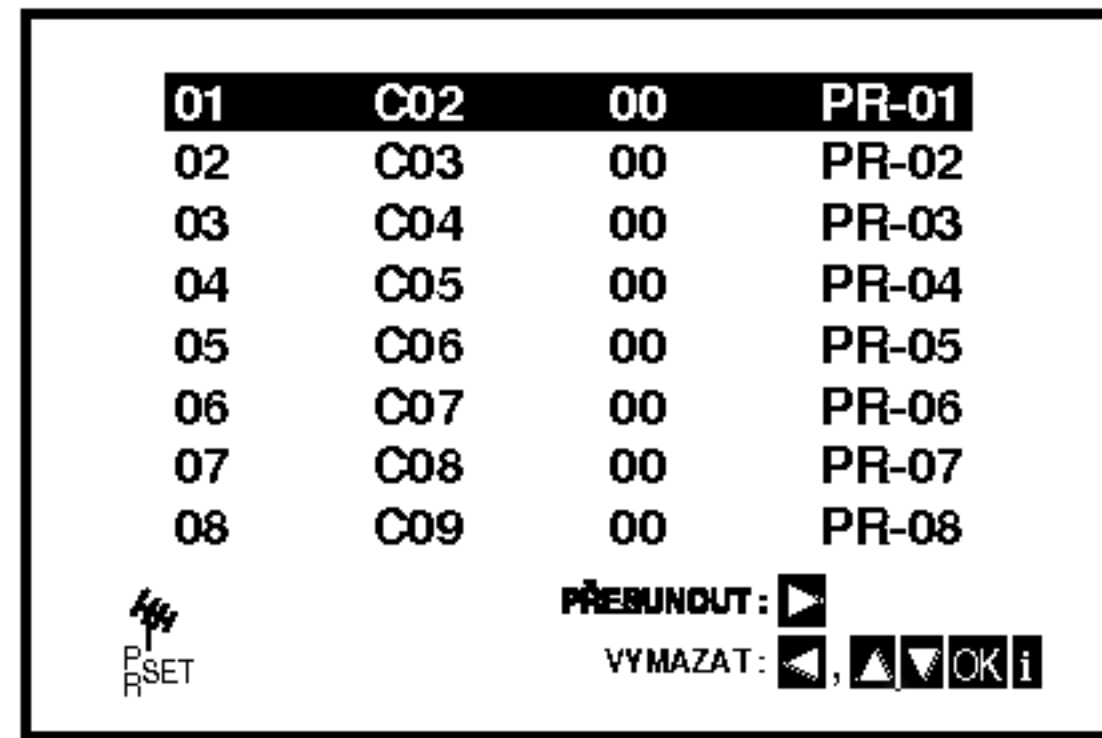 01 C02 00 PR-01
02 C03 00 PR-02
03 C04 00 PR-03
04 C05 00 PR-04
05 C06 00 PR-05
06 C07 00 PR-06
07 C08 00 PR-07
08 C09 00 PR-08
PŘESUNOUT:
PR SET
VYMAZAT: , OK i